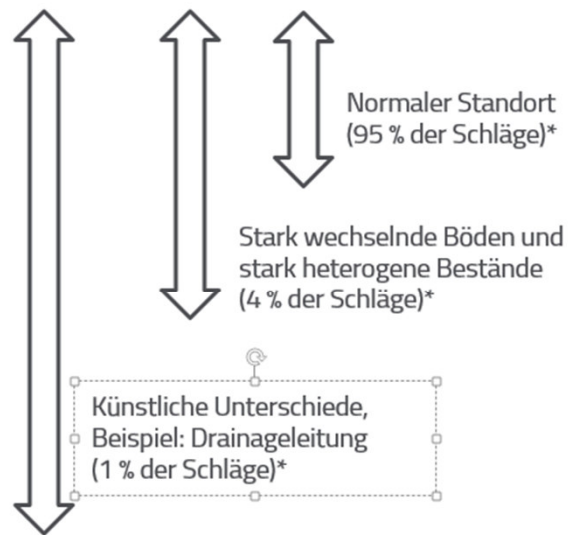 Normaler Standort
(95 % der Schläge)*
Stark wechselnde Böden und
stark heterogene Bestände
(4 % der Schläge)*
Künstliche Unterschiede,
Beispiel: Drainageleitung
(1 % der Schläge)*